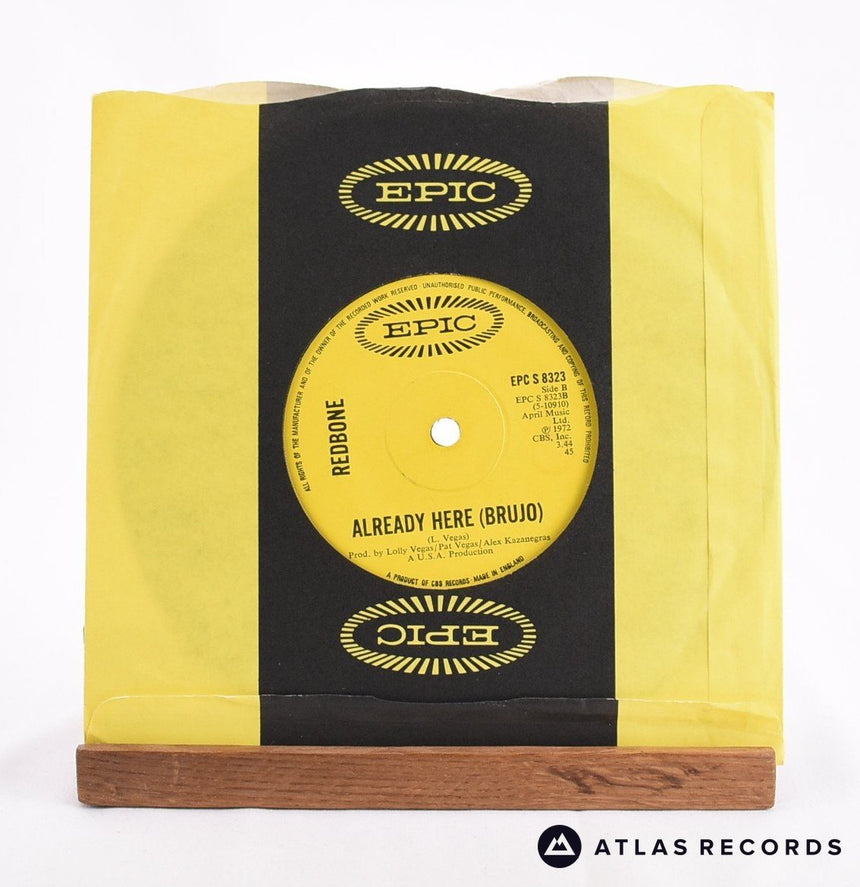 EPIC
ALL RIGHTS OF THE MANUFACTURER AND OF THE OWNER OF THE RECORDED WORK RESERVED · UNAUTHORISED PUBLIC PERFORMANCE, BROADCASTING AND COPYING OF THIS RECORD PROHIBITED
EPIC
REDBONE
EPC S 8323
Side B
EPC S 8323B
(5-10910)
April Music
Ltd.
℗ 1972
CBS, Inc.
3.44
45
ALREADY HERE (BRUJO)
(L. Vegas)
Prod. by Lolly Vegas/Pat Vegas/Alex Kazanegras
A U.S.A. Production
A PRODUCT OF CBS RECORDS · MADE IN ENGLAND
EPIC
ATLAS RECORDS